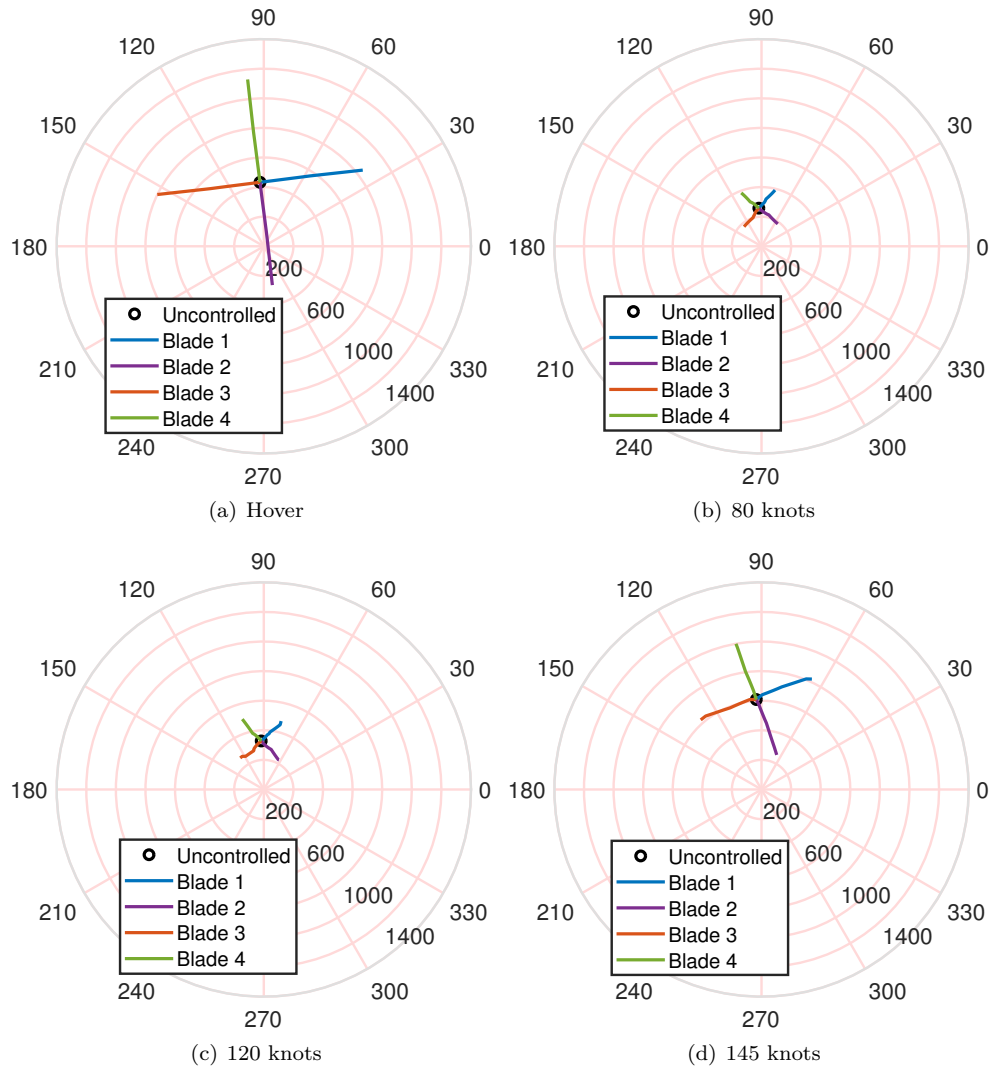 90
120 60
150 30
180 0
200
600
1000
1400
210 330
240 300
270
Uncontrolled
Blade 1
Blade 2
Blade 3
Blade 4
(a) Hover
90
120 60
150 30
180 0
200
600
1000
1400
210 330
240 300
270
Uncontrolled
Blade 1
Blade 2
Blade 3
Blade 4
(b) 80 knots
90
120 60
150 30
180 0
200
600
1000
1400
210 330
240 300
270
Uncontrolled
Blade 1
Blade 2
Blade 3
Blade 4
(c) 120 knots
90
120 60
150 30
180 0
200
600
1000
1400
210 330
240 300
270
Uncontrolled
Blade 1
Blade 2
Blade 3
Blade 4
(d) 145 knots